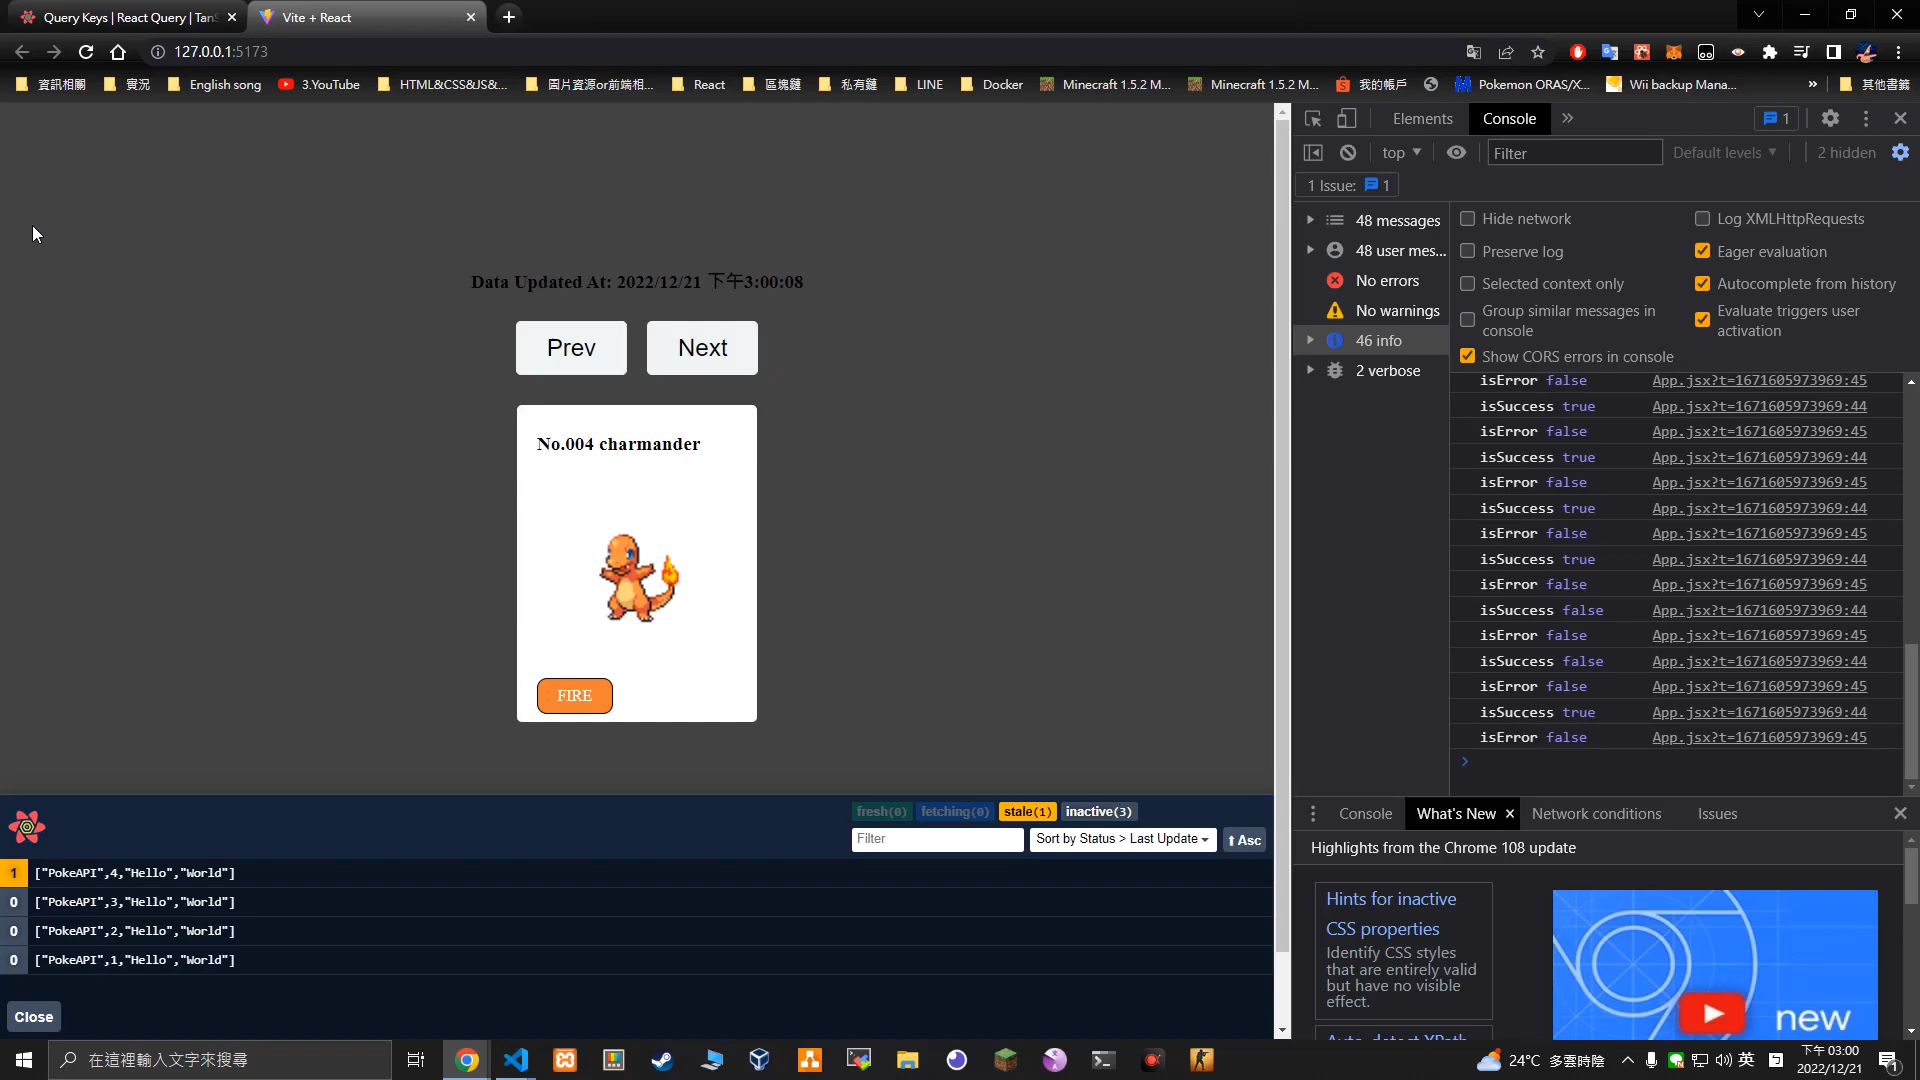 Query Keys | React Query | Tan
Vite + React
127.0.0.1:5173
資訊相關
實況
English song
3.YouTube
HTML&CSS&JS&...
圖片資源or前端相...
React
區塊鏈
私有鏈
LINE
Docker
Minecraft 1.5.2 M...
Minecraft 1.5.2 M...
我的帳戶
Pokemon ORAS/X...
Wii backup Mana...
»
其他書籤
Data Updated At: 2022/12/21 下午3:00:08
Prev
Next
No.004 charmander
FIRE
Elements
Console
1
top
Filter
Default levels
2 hidden
1 Issue: 1
48 messages
48 user mes...
No errors
No warnings
46 info
2 verbose
Hide network
Log XMLHttpRequests
Preserve log
Eager evaluation
Selected context only
Autocomplete from history
Group similar messages in
console
Evaluate triggers user
activation
Show CORS errors in console
isError false App.jsx?t=1671605973969:45
isSuccess true App.jsx?t=1671605973969:44
isError false App.jsx?t=1671605973969:45
isSuccess true App.jsx?t=1671605973969:44
isError false App.jsx?t=1671605973969:45
isSuccess true App.jsx?t=1671605973969:44
isError false App.jsx?t=1671605973969:45
isSuccess true App.jsx?t=1671605973969:44
isError false App.jsx?t=1671605973969:45
isSuccess false App.jsx?t=1671605973969:44
isError false App.jsx?t=1671605973969:45
isSuccess false App.jsx?t=1671605973969:44
isError false App.jsx?t=1671605973969:45
isSuccess true App.jsx?t=1671605973969:44
isError false App.jsx?t=1671605973969:45
fresh(0)
fetching(0)
stale(1)
inactive(3)
Filter
Sort by Status > Last Update
⬆ Asc
1 ["PokeAPI",4,"Hello","World"]
0 ["PokeAPI",3,"Hello","World"]
0 ["PokeAPI",2,"Hello","World"]
0 ["PokeAPI",1,"Hello","World"]
Close
Console
What's New
Network conditions
Issues
Highlights from the Chrome 108 update
Hints for inactive
CSS properties
Identify CSS styles
that are entirely valid
but have no visible
effect.
Auto-detect XPath
new
在這裡輸入文字來搜尋
24°C 多雲時陰
英
下午 03:00
2022/12/21
1